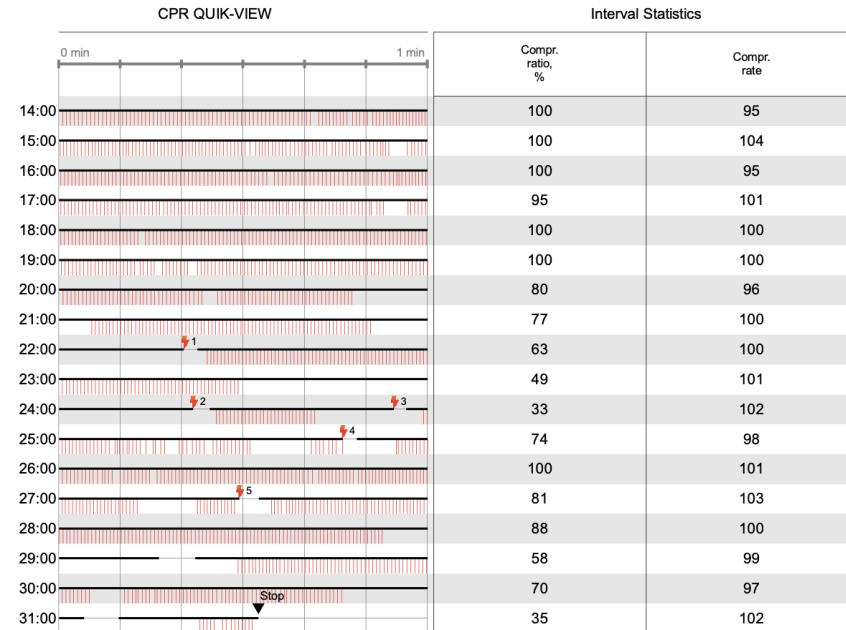 CPR QUIK-VIEW Interval Statistics
0 min 1 min
Compr. ratio, % Compr. rate
14:00 100 95
15:00 100 104
16:00 100 95
17:00 95 101
18:00 100 100
19:00 100 100
20:00 80 96
21:00 77 100
1
22:00 63 100
23:00 49 101
2 3
24:00 33 102
4
25:00 74 98
26:00 100 101
5
27:00 81 103
28:00 88 100
29:00 58 99
30:00 70 97
Stop
31:00 35 102